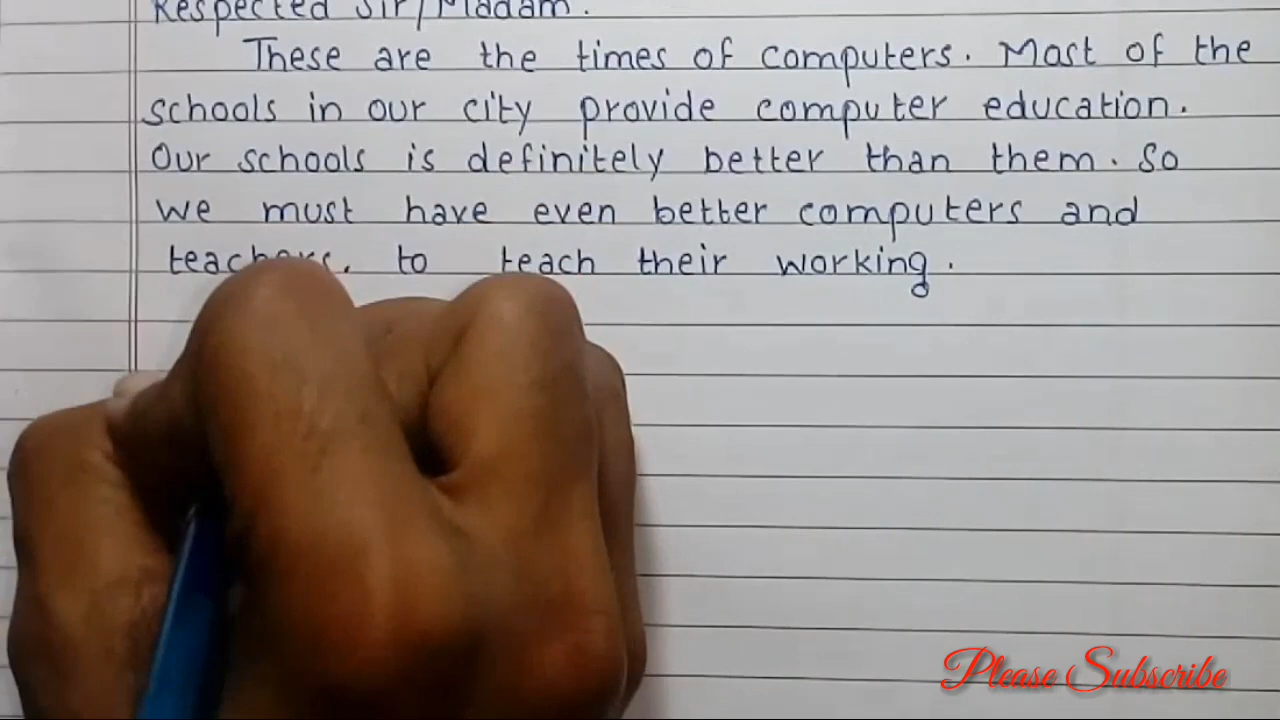 Respected Sir/Madam.
These are the times of computers. Most of the
schools in our city provide computer education.
Our schools is definitely better than them. So
we must have even better computers and
teachers. to teach their working.
Please Subscribe